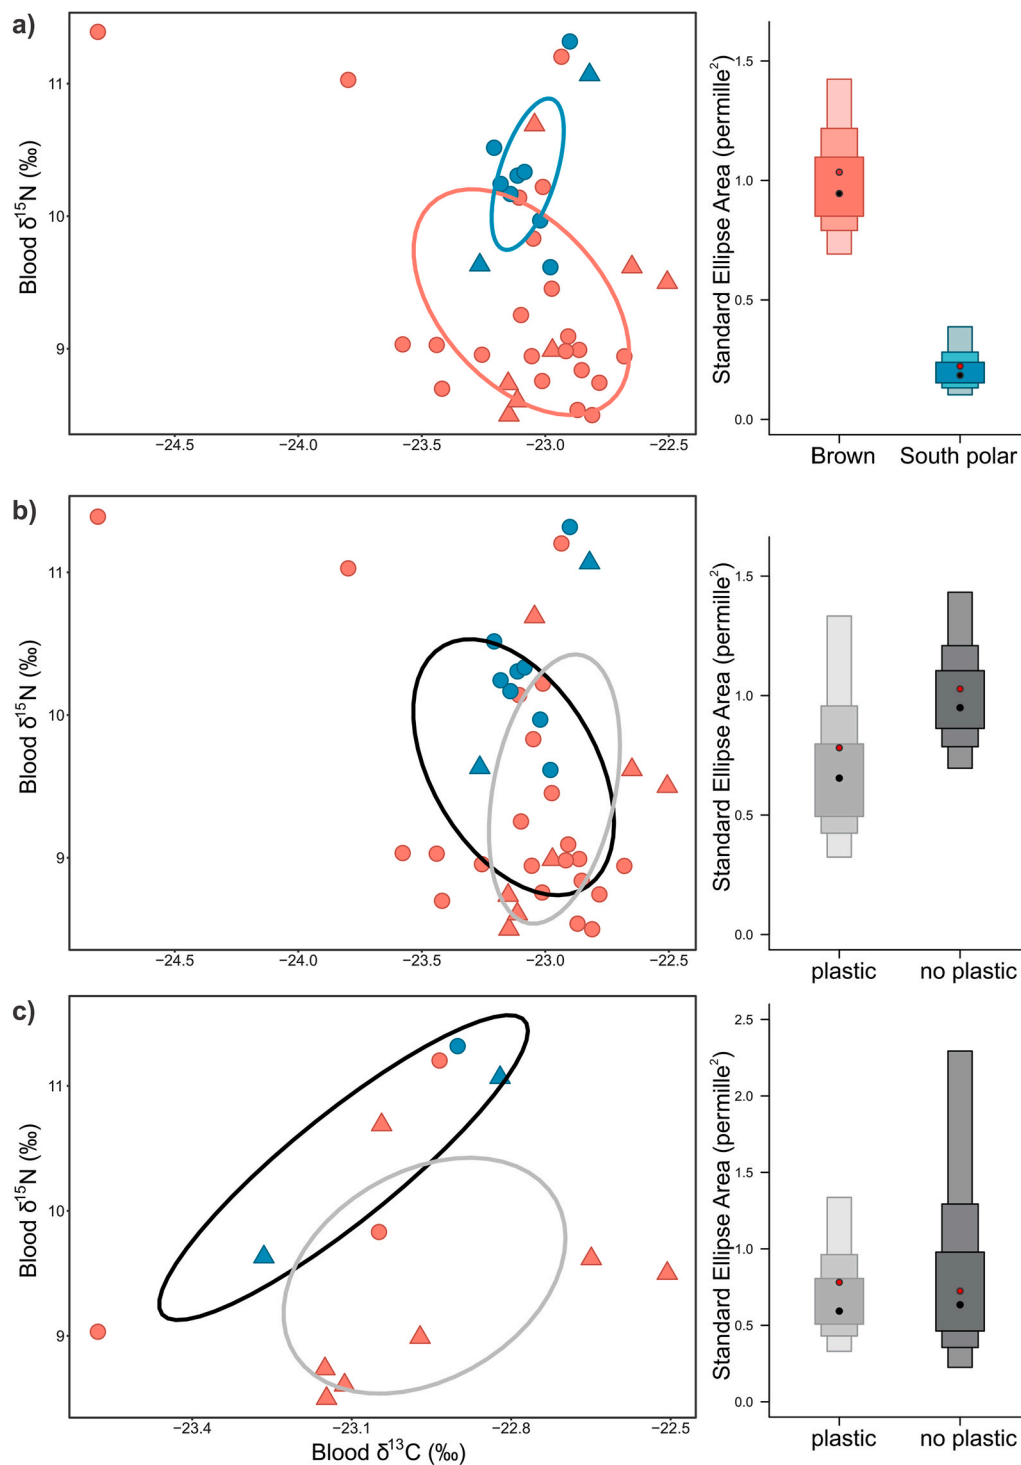 a)
Blood δ15N (‰)
11
10
9
−24.5 −24.0 −23.5 −23.0 −22.5
Standard Ellipse Area (permille2)
1.5
1.0
0.5
0.0
Brown South polar
b)
Blood δ15N (‰)
11
10
9
−24.5 −24.0 −23.5 −23.0 −22.5
Standard Ellipse Area (permille2)
1.5
1.0
0.5
0.0
plastic no plastic
c)
Blood δ15N (‰)
11
10
9
−23.4 −23.1 −22.8 −22.5
Blood δ13C (‰)
Standard Ellipse Area (permille2)
2.5
2.0
1.5
1.0
0.5
0.0
plastic no plastic